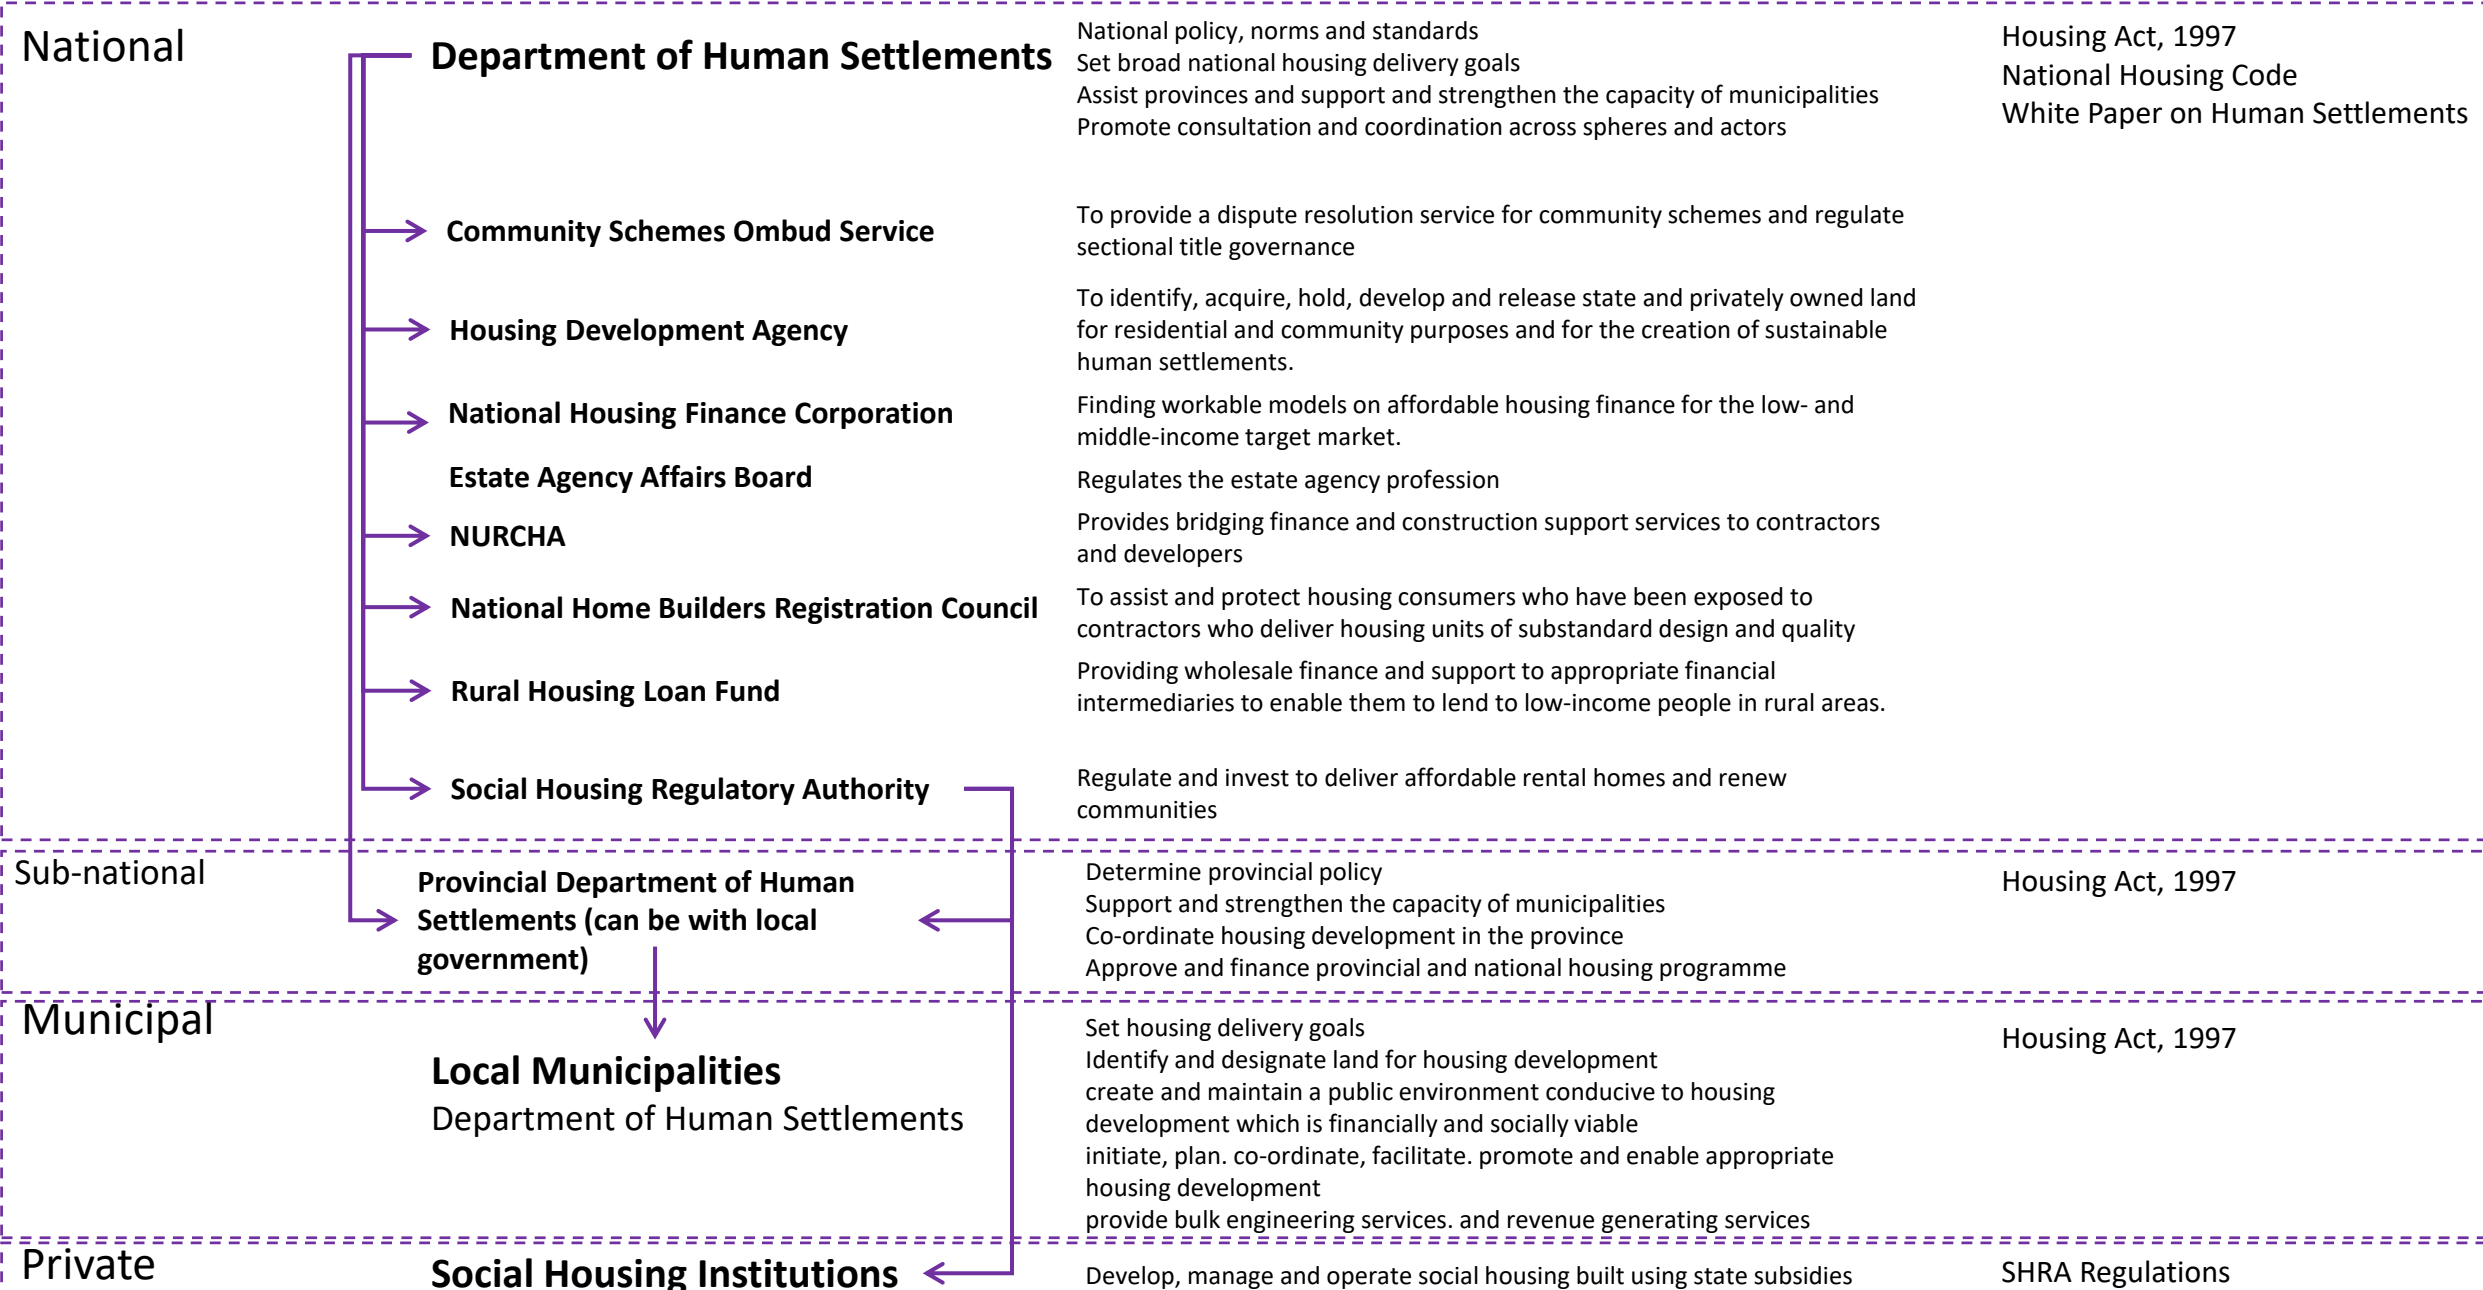 National
Department of Human Settlements
National policy, norms and standards
Set broad national housing delivery goals
Assist provinces and support and strengthen the capacity of municipalities
Promote consultation and coordination across spheres and actors
Housing Act, 1997
National Housing Code
White Paper on Human Settlements
Community Schemes Ombud Service
To provide a dispute resolution service for community schemes and regulate
sectional title governance
Housing Development Agency
To identify, acquire, hold, develop and release state and privately owned land
for residential and community purposes and for the creation of sustainable
human settlements.
National Housing Finance Corporation
Finding workable models on affordable housing finance for the low- and
middle-income target market.
Estate Agency Affairs Board
Regulates the estate agency profession
NURCHA
Provides bridging finance and construction support services to contractors
and developers
National Home Builders Registration Council
To assist and protect housing consumers who have been exposed to
contractors who deliver housing units of substandard design and quality
Rural Housing Loan Fund
Providing wholesale finance and support to appropriate financial
intermediaries to enable them to lend to low-income people in rural areas.
Social Housing Regulatory Authority
Regulate and invest to deliver affordable rental homes and renew
communities
Sub-national
Provincial Department of Human
Settlements (can be with local
government)
Determine provincial policy
Support and strengthen the capacity of municipalities
Co-ordinate housing development in the province
Approve and finance provincial and national housing programme
Housing Act, 1997
Municipal
Local Municipalities
Department of Human Settlements
Set housing delivery goals
Identify and designate land for housing development
create and maintain a public environment conducive to housing
development which is financially and socially viable
initiate, plan. co-ordinate, facilitate. promote and enable appropriate
housing development
provide bulk engineering services. and revenue generating services
Housing Act, 1997
Private
Social Housing Institutions
Develop, manage and operate social housing built using state subsidies
SHRA Regulations